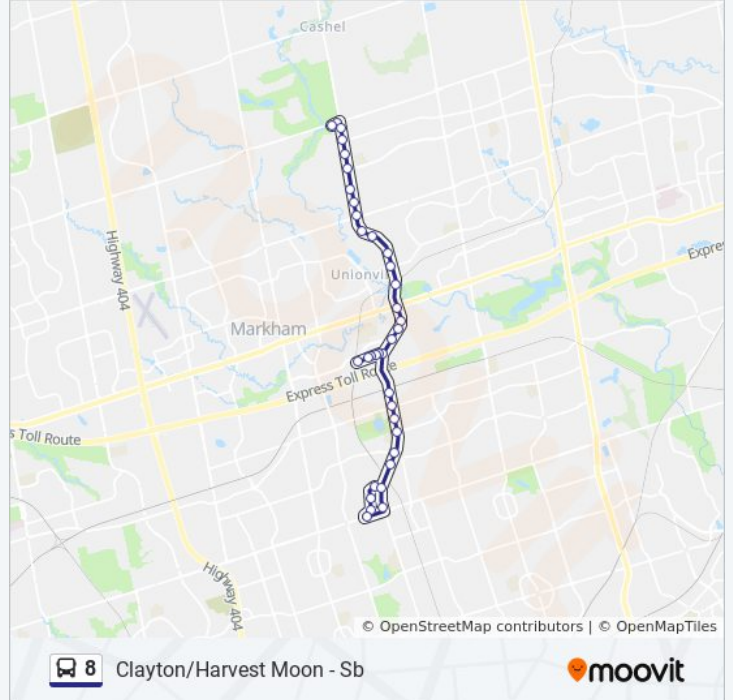 Cashel
Highway 404
Unionvi
Expre
Markham
Express Toll Route
s Toll Route
Highway 404
© OpenStreetMap contributors | © OpenMapTiles
8 Clayton/Harvest Moon - Sb
moovit